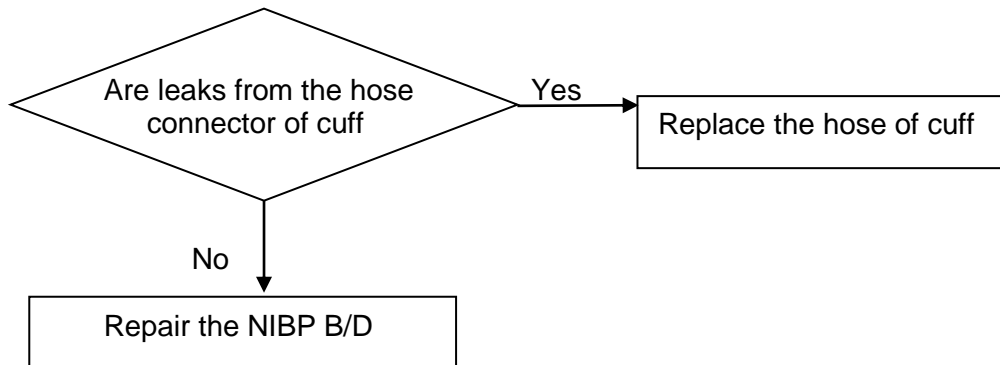 Are leaks from the hose
connector of cuff
Yes
Replace the hose of cuff
No
Repair the NIBP B/D